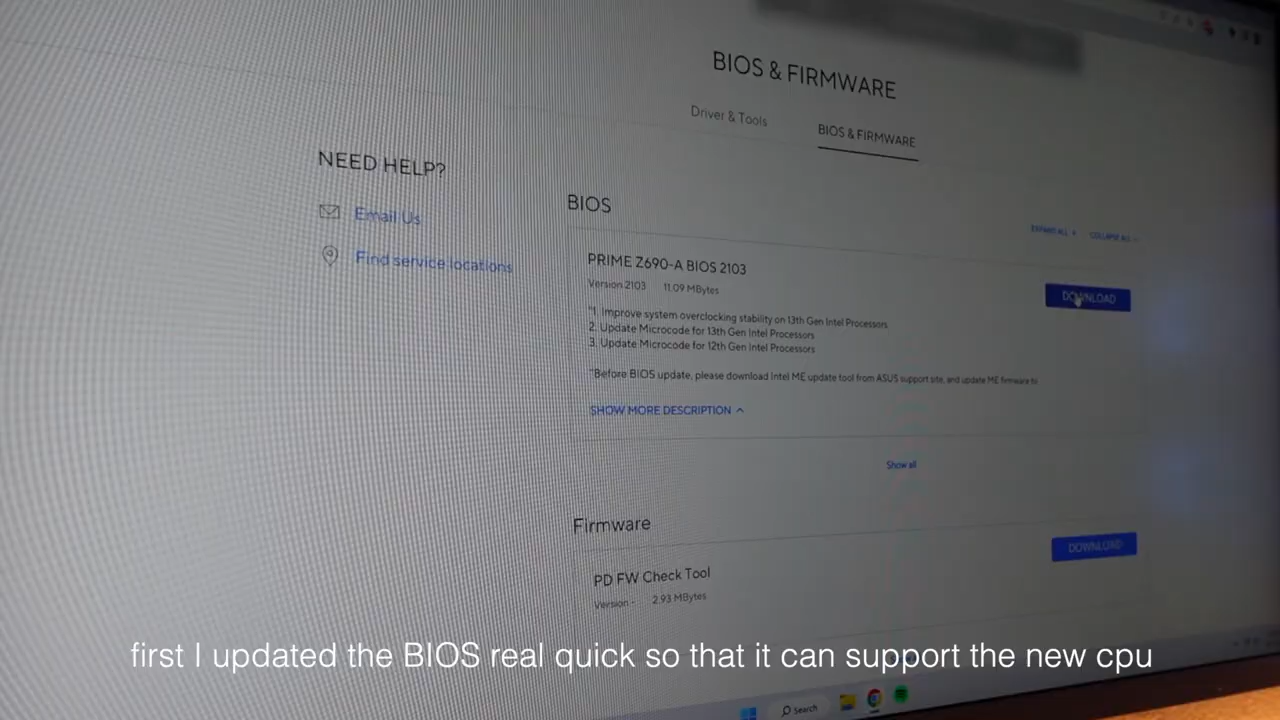 BIOS & FIRMWARE
Driver & Tools
BIOS & FIRMWARE
NEED HELP?
Email Us
Find service locations
BIOS
EXPAND ALL +
COLLAPSE ALL -
PRIME Z690-A BIOS 2103
Version 2103 11.09 MBytes
DOWNLOAD
"1. Improve system overclocking stability on 13th Gen Intel Processors
2. Update Microcode for 13th Gen Intel Processors
3. Update Microcode for 12th Gen Intel Processors
"Before BIOS update, please download Intel ME update tool from ASUS support site, and update ME firmware to
SHOW MORE DESCRIPTION
Show all
Firmware
DOWNLOAD
PD FW Check Tool
Version - 2.93 MBytes
first I updated the BIOS real quick so that it can support the new cpu
Search